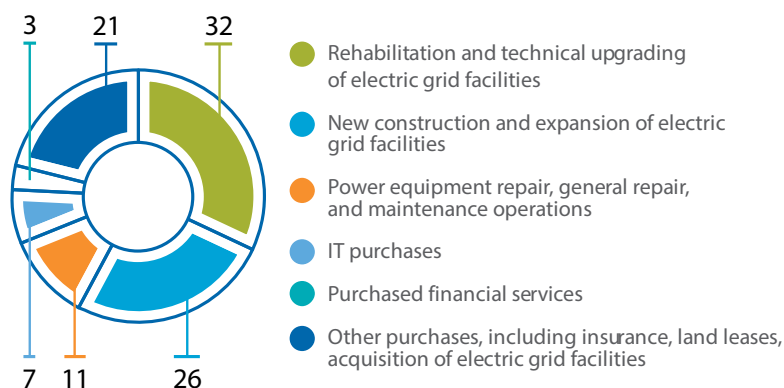 3
21
32
Rehabilitation and technical upgrading
of electric grid facilities
New construction and expansion of electric
grid facilities
Power equipment repair, general repair,
and maintenance operations
IT purchases
Purchased financial services
Other purchases, including insurance, land leases,
acquisition of electric grid facilities
7
11
26